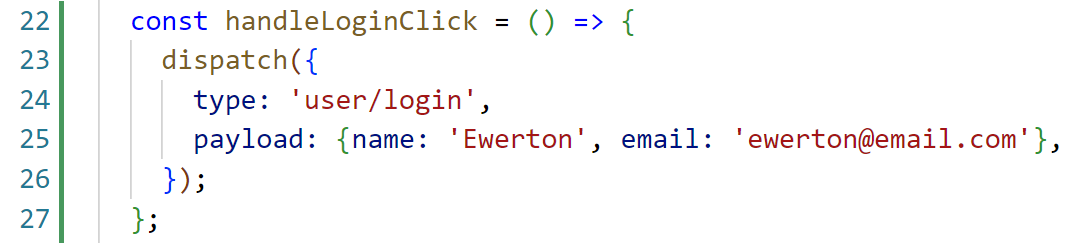 22 const handleLoginClick = () => {
23 dispatch({
24 type: 'user/login',
25 payload: {name: 'Ewerton', email: 'ewerton@email.com'},
26 });
27 };